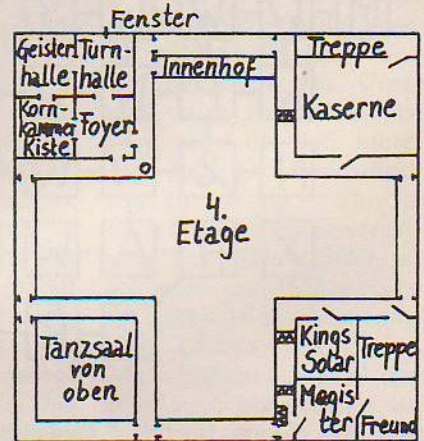 Fenster
Geister
halle
Turn-
halle
Innenhof
Treppe
Korn-
kammer
Kiste
Foyer
Kaserne
4.
Etage
Tanzsaal
von
oben
Kings
Solar
Treppe
Magis
ter
Freund